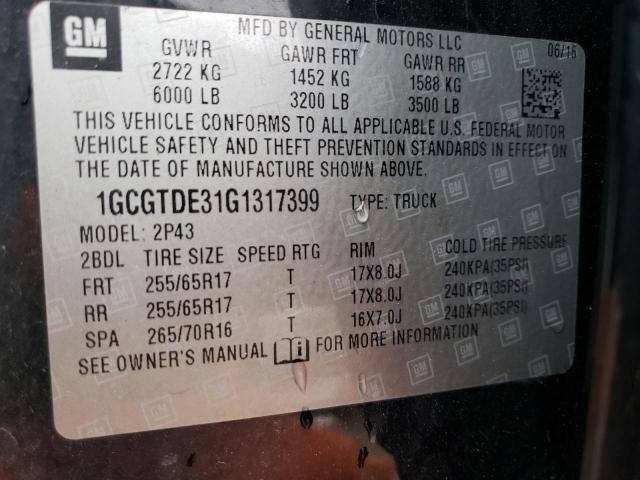 GM
MFD BY GENERAL MOTORS LLC
06/16
GVWR GAWR FRT GAWR RR
2722 KG 1452 KG 1588 KG
6000 LB 3200 LB 3500 LB
THIS VEHICLE CONFORMS TO ALL APPLICABLE U.S. FEDERAL MOTOR
VEHICLE SAFETY AND THEFT PREVENTION STANDARDS IN EFFECT ON
THE DATE OF MANUFACTURE SHOWN ABOVE.
1GCGTDE31G1317399 TYPE: TRUCK
MODEL: 2P43
2BDL TIRE SIZE SPEED RTG RIM COLD TIRE PRESSURE
FRT 255/65R17 T 17X8.0J 240KPA(35PSI)
RR 255/65R17 T 17X8.0J 240KPA(35PSI)
SPA 265/70R16 T 16X7.0J 240KPA(35PSI)
SEE OWNER'S MANUAL FOR MORE INFORMATION